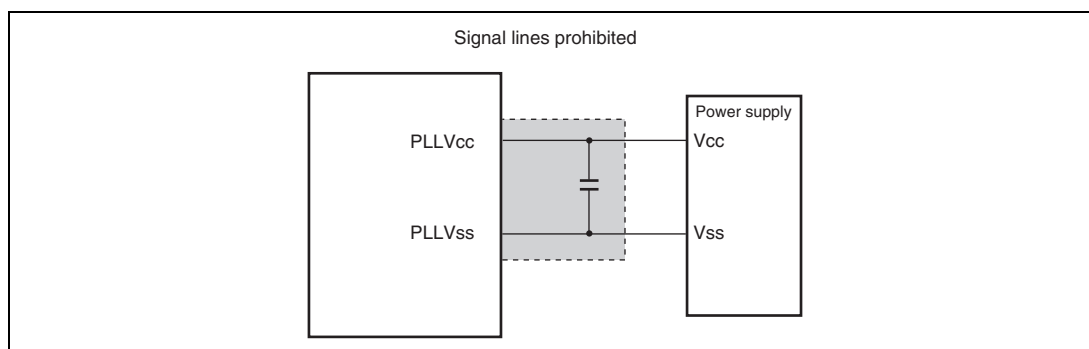 Signal lines prohibited
Power supply
PLLVcc
Vcc
PLLVss
Vss